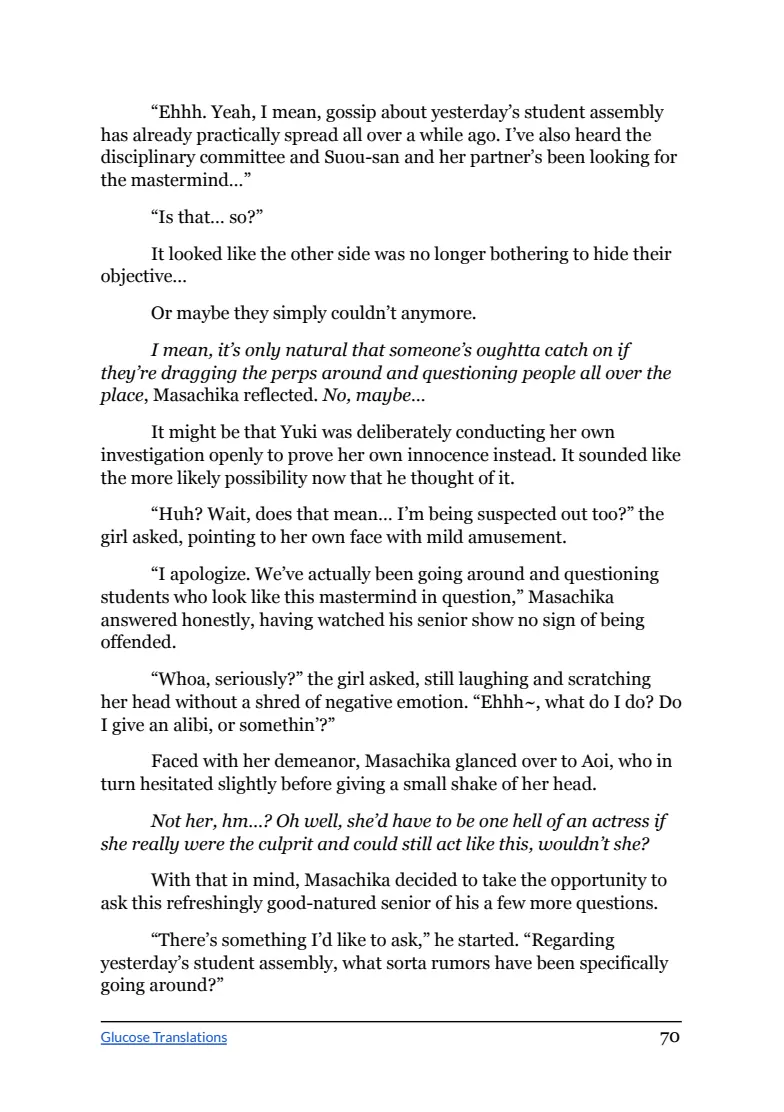 “Ehhh. Yeah, I mean, gossip about yesterday’s student assembly
has already practically spread all over a while ago. I’ve also heard the
disciplinary committee and Suou-san and her partner’s been looking for
the mastermind…”
“Is that… so?”
It looked like the other side was no longer bothering to hide their
objective…
Or maybe they simply couldn’t anymore.
I mean, it’s only natural that someone’s oughtta catch on if
they’re dragging the perps around and questioning people all over the
place, Masachika reflected. No, maybe…
It might be that Yuki was deliberately conducting her own
investigation openly to prove her own innocence instead. It sounded like
the more likely possibility now that he thought of it.
“Huh? Wait, does that mean… I’m being suspected out too?” the
girl asked, pointing to her own face with mild amusement.
“I apologize. We’ve actually been going around and questioning
students who look like this mastermind in question,” Masachika
answered honestly, having watched his senior show no sign of being
offended.
“Whoa, seriously?” the girl asked, still laughing and scratching
her head without a shred of negative emotion. “Ehhh~, what do I do? Do
I give an alibi, or somethin’?”
Faced with her demeanor, Masachika glanced over to Aoi, who in
turn hesitated slightly before giving a small shake of her head.
Not her, hm…? Oh well, she’d have to be one hell of an actress if
she really were the culprit and could still act like this, wouldn’t she?
With that in mind, Masachika decided to take the opportunity to
ask this refreshingly good-natured senior of his a few more questions.
“There’s something I’d like to ask,” he started. “Regarding
yesterday’s student assembly, what sorta rumors have been specifically
going around?”
Glucose Translations 70